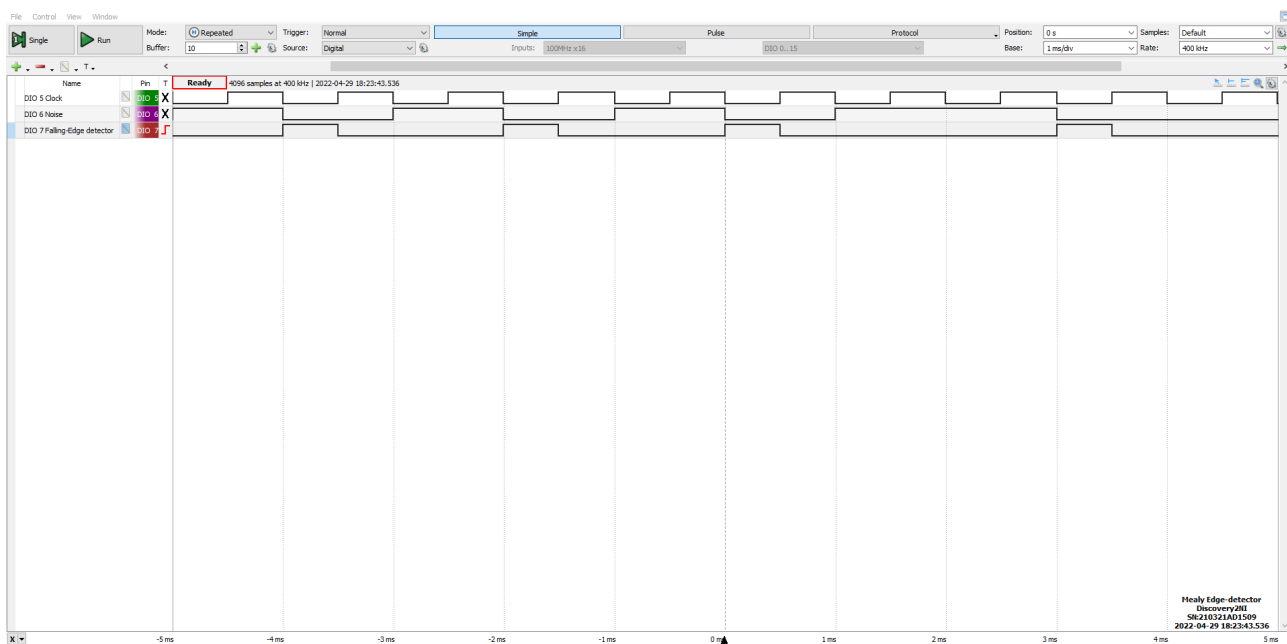 File Control View Window
Single Run Mode: Repeated Trigger: Normal Simple Pulse Protocol Position: 0 s Samples: Default
Buffer: 10 Source: Digital Inputs: 100MHz x 16 DIO 0... 15 Base: 1 ms/div Rate: 400 kHz
T
Name Pin T Ready 4096 samples at 400 kHz | 2022-04-29 18:23:43.536
DIO 5 Clock DIO 5 X
DIO 6 Noise DIO 6 X
DIO 7 Falling-Edge detector DIO 7
Mealy Edge-detector
Discovery2NI
SN:210321AD1509
2022-04-29 18:23:43.536
X -5 ms -4 ms -3 ms -2 ms -1 ms 0 ms 1 ms 2 ms 3 ms 4 ms 5 ms